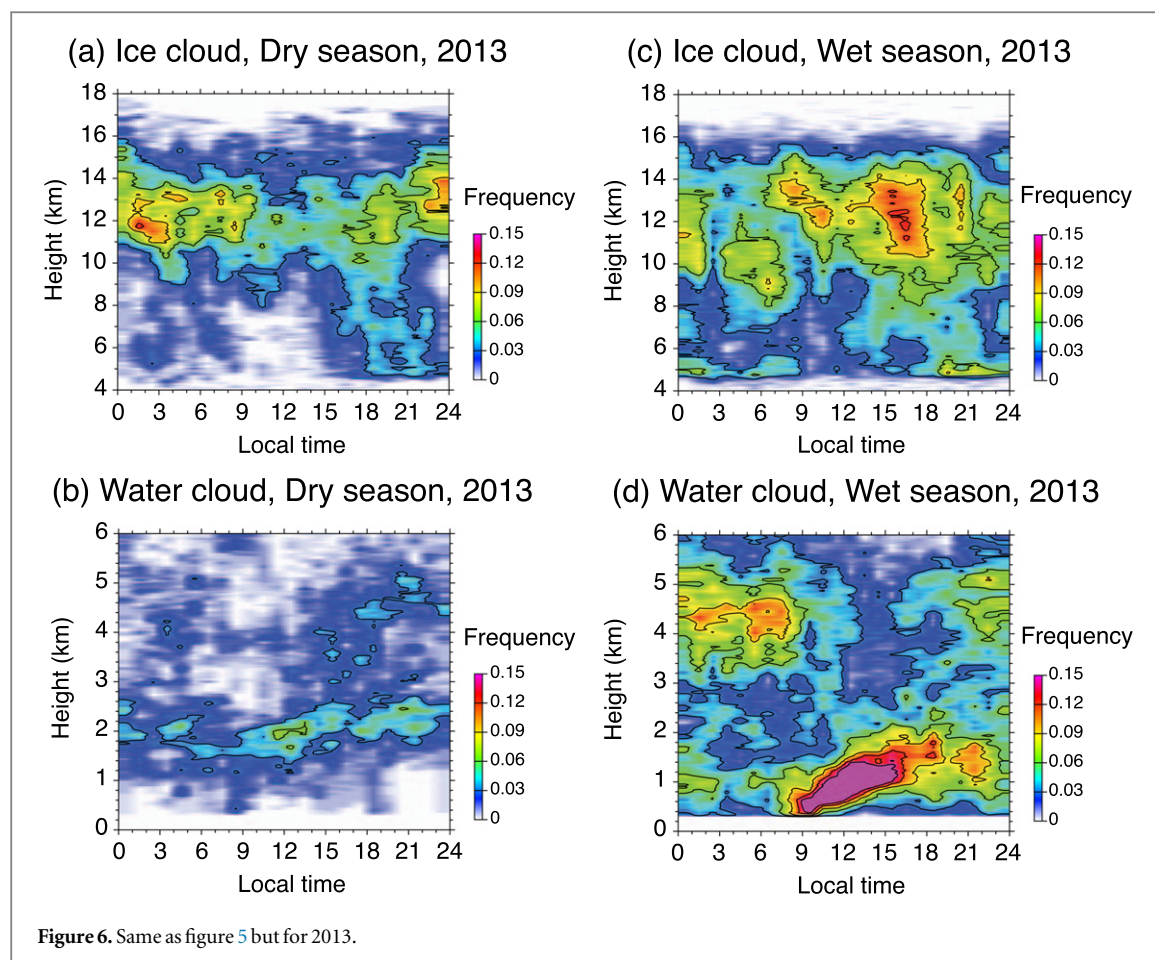 (a) Ice cloud, Dry season, 2013
18
16
14
12
10
8
6
4
Height (km)
0 3 6 9 12 15 18 21 24
Local time
Frequency
0.15
0.12
0.09
0.06
0.03
0
(c) Ice cloud, Wet season, 2013
18
16
14
12
10
8
6
4
Height (km)
0 3 6 9 12 15 18 21 24
Local time
Frequency
0.15
0.12
0.09
0.06
0.03
0
(b) Water cloud, Dry season, 2013
6
5
4
3
2
1
0
Height (km)
0 3 6 9 12 15 18 21 24
Local time
Frequency
0.15
0.12
0.09
0.06
0.03
0
(d) Water cloud, Wet season, 2013
6
5
4
3
2
1
0
Height (km)
0 3 6 9 12 15 18 21 24
Local time
Frequency
0.15
0.12
0.09
0.06
0.03
0
Figure 6. Same as figure 5 but for 2013.